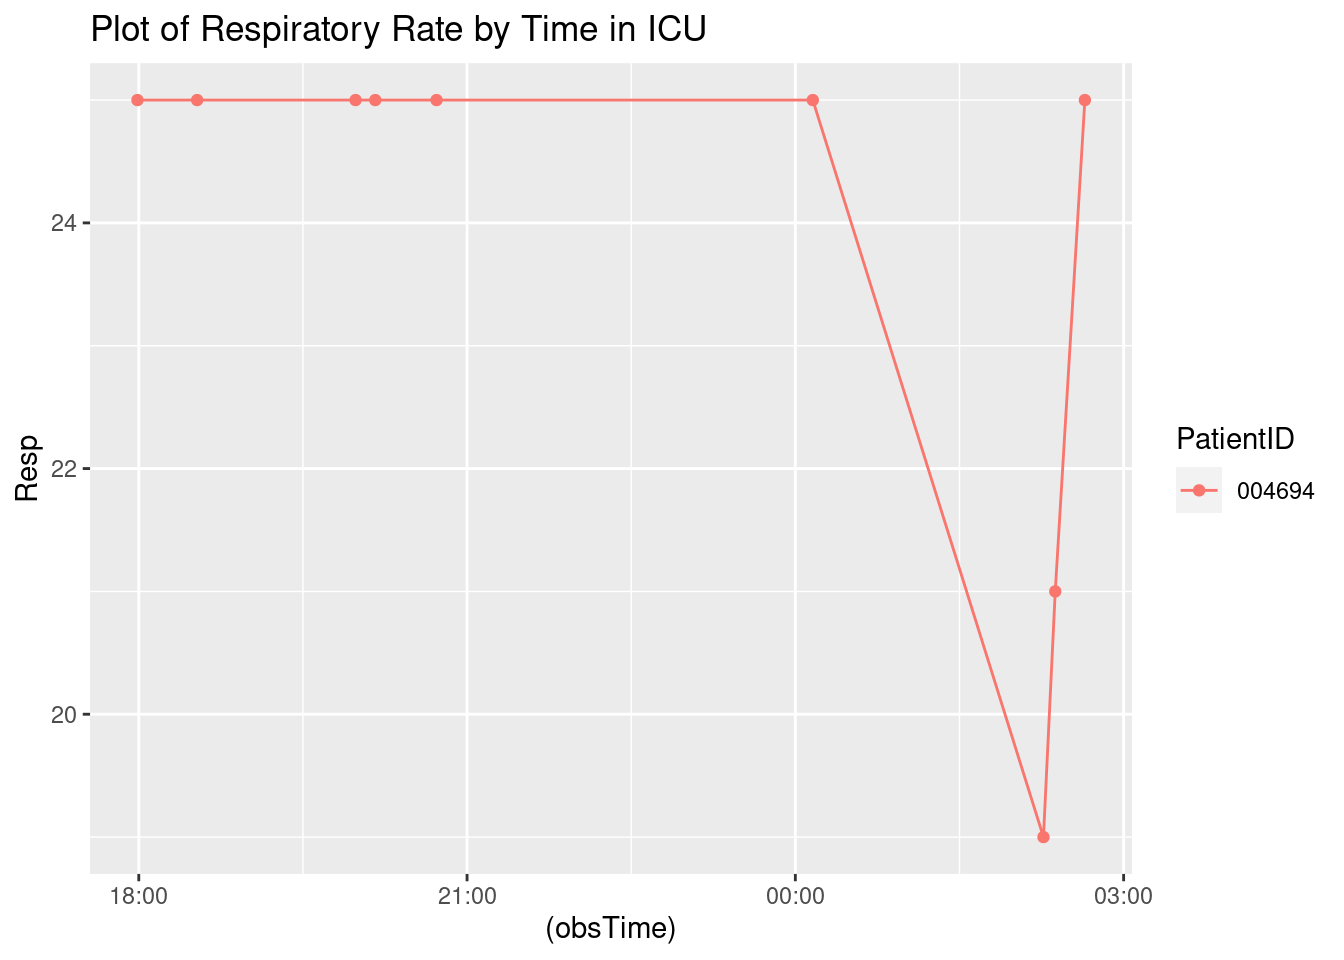 Plot of Respiratory Rate by Time in ICU
Resp
24
22
20
18:00 21:00 00:00 03:00
(obsTime)
PatientID
004694